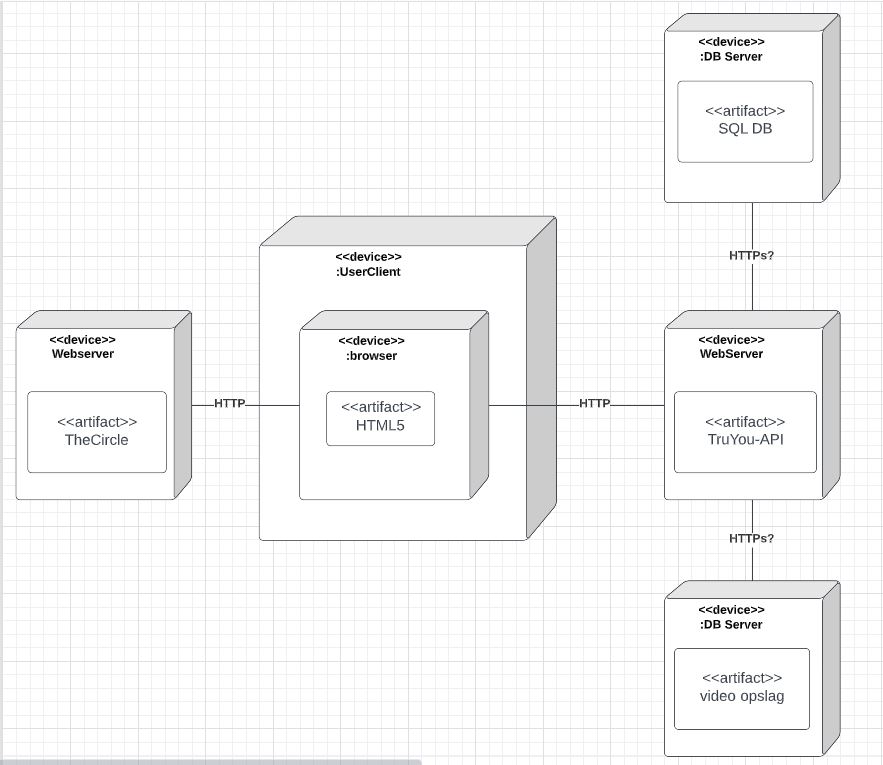 <<device>>
:DB Server
<<artifact>>
SQL DB
HTTPs?
<<device>>
:UserClient
<<device>>
:browser
<<artifact>>
HTML5
<<device>>
Webserver
<<artifact>>
TheCircle
HTTP
HTTP
<<device>>
WebServer
<<artifact>>
TruYou-API
HTTPs?
<<device>>
:DB Server
<<artifact>>
video opslag